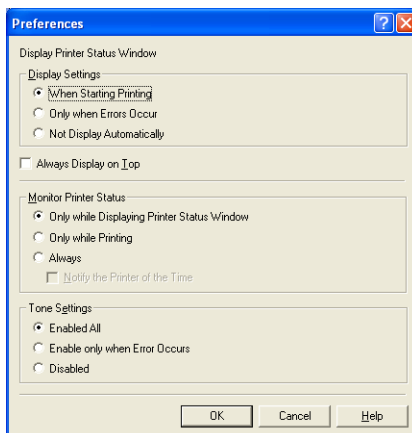 Preferences
Display Printer Status Window
Display Settings
When Starting Printing
Only when Errors Occur
Not Display Automatically
Always Display on Top
Monitor Printer Status
Only while Displaying Printer Status Window
Only while Printing
Always
Notify the Printer of the Time
Tone Settings
Enabled All
Enable only when Error Occurs
Disabled
OK Cancel Help